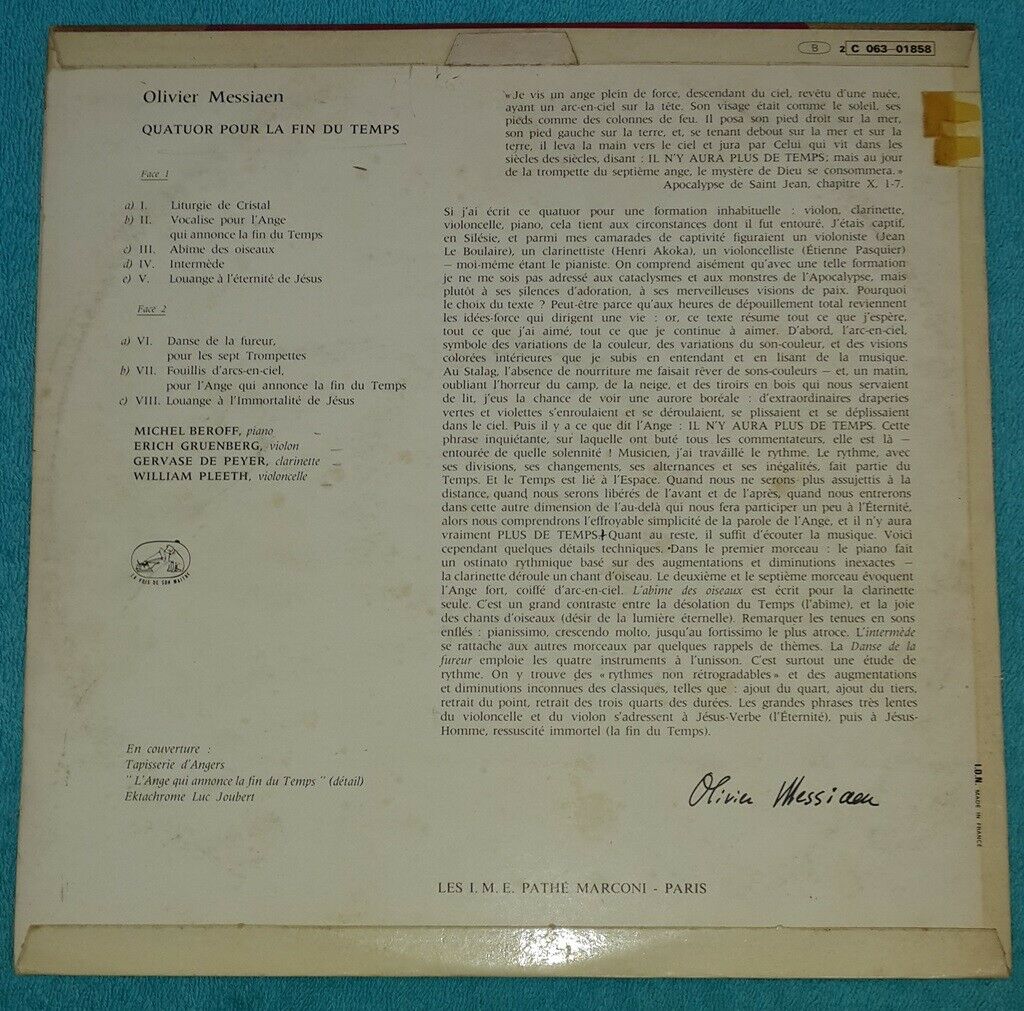 B 2 C 063-01858
Olivier Messiaen
QUATUOR POUR LA FIN DU TEMPS
Face 1
a) I. Liturgie de Cristal
b) II. Vocalise pour l'Ange
qui annonce la fin du Temps
c) III. Abîme des oiseaux
d) IV. Intermède
e) V. Louange à l'éternité de Jésus
Face 2
a) VI. Danse de la fureur,
pour les sept Trompettes
b) VII. Fouillis d'arcs-en-ciel,
pour l'Ange qui annonce la fin du Temps
c) VIII. Louange à l'Immortalité de Jésus
MICHEL BEROFF, piano
ERICH GRUENBERG, violon
GERVASE DE PEYER, clarinette
WILLIAM PLEETH, violoncelle
LA VOIX DE SON MAITRE
En couverture :
Tapisserie d'Angers
"L'Ange qui annonce la fin du Temps" (détail)
Ektachrome Luc Joubert
«Je vis un ange plein de force, descendant du ciel, revêtu d'une nuée,
ayant un arc-en-ciel sur la tête. Son visage était comme le soleil, ses
pieds comme des colonnes de feu. Il posa son pied droit sur la mer,
son pied gauche sur la terre, et, se tenant debout sur la mer et sur la
terre, il leva la main vers le ciel et jura par Celui qui vit dans les
siècles des siècles, disant : IL N'Y AURA PLUS DE TEMPS; mais au jour
de la trompette du septième ange, le mystère de Dieu se consommera.»
Apocalypse de Saint Jean, chapitre X, 1-7.
Si j'ai écrit ce quatuor pour une formation inhabituelle : violon, clarinette,
violoncelle, piano, cela tient aux circonstances dont il fut entouré. J'étais captif,
en Silésie, et parmi mes camarades de captivité figuraient un violoniste (Jean
Le Boulaire), un clarinettiste (Henri Akoka), un violoncelliste (Étienne Pasquier)
— moi-même étant le pianiste. On comprend aisément qu'avec une telle formation
je ne me sois pas adressé aux cataclysmes et aux monstres de l'Apocalypse, mais
plutôt à ses silences d'adoration, à ses merveilleuses visions de paix. Pourquoi
le choix du texte ? Peut-être parce qu'aux heures de dépouillement total reviennent
les idées-force qui dirigent une vie : or, ce texte résume tout ce que j'espère,
tout ce que j'ai aimé, tout ce que je continue à aimer. D'abord, l'arc-en-ciel,
symbole des variations de la couleur, des variations du son-couleur, et des visions
colorées intérieures que je subis en entendant et en lisant de la musique.
Au Stalag, l'absence de nourriture me faisait rêver de sons-couleurs — et, un matin,
oubliant l'horreur du camp, de la neige, et des tiroirs en bois qui nous servaient
de lit, j'eus la chance de voir une aurore boréale : d'extraordinaires draperies
vertes et violettes s'enroulaient et se déroulaient, se plissaient et se déplissaient
dans le ciel. Puis il y a ce que dit l'Ange : IL N'Y AURA PLUS DE TEMPS. Cette
phrase inquiétante, sur laquelle ont buté tous les commentateurs, elle est là —
entourée de quelle solennité ! Musicien, j'ai travaillé le rythme. Le rythme, avec
ses divisions, ses changements, ses alternances et ses inégalités, fait partie du
Temps. Et le Temps est lié à l'Espace. Quand nous ne serons plus assujettis à la
distance, quand nous serons libérés de l'avant et de l'après, quand nous entrerons
dans cette autre dimension de l'au-delà qui nous fera participer un peu à l'Éternité,
alors nous comprendrons l'effroyable simplicité de la parole de l'Ange, et il n'y aura
vraiment PLUS DE TEMPS. Quant au reste, il suffit d'écouter la musique. Voici
cependant quelques détails techniques. Dans le premier morceau : le piano fait
un ostinato rythmique basé sur des augmentations et diminutions inexactes —
la clarinette déroule un chant d'oiseau. Le deuxième et le septième morceau évoquent
l'Ange fort, coiffé d'arc-en-ciel. L'abîme des oiseaux est écrit pour la clarinette
seule. C'est un grand contraste entre la désolation du Temps (l'abîme), et la joie
des chants d'oiseaux (désir de la lumière éternelle). Remarquer les tenues en sons
enflés : pianissimo, crescendo molto, jusqu'au fortissimo le plus atroce. L'intermède
se rattache aux autres morceaux par quelques rappels de thèmes. La Danse de la
fureur emploie les quatre instruments à l'unisson. C'est surtout une étude de
rythme. On y trouve des «rythmes non rétrogradables» et des augmentations
et diminutions inconnues des classiques, telles que : ajout du quart, ajout du tiers,
retrait du point, retrait des trois quarts des durées. Les grandes phrases très lentes
du violoncelle et du violon s'adressent à Jésus-Verbe (l'Éternité), puis à Jésus-
Homme, ressuscité immortel (la fin du Temps).
Olivier Messiaen
LES I.M.E. PATHÉ MARCONI - PARIS
I.D.N. MADE IN FRANCE